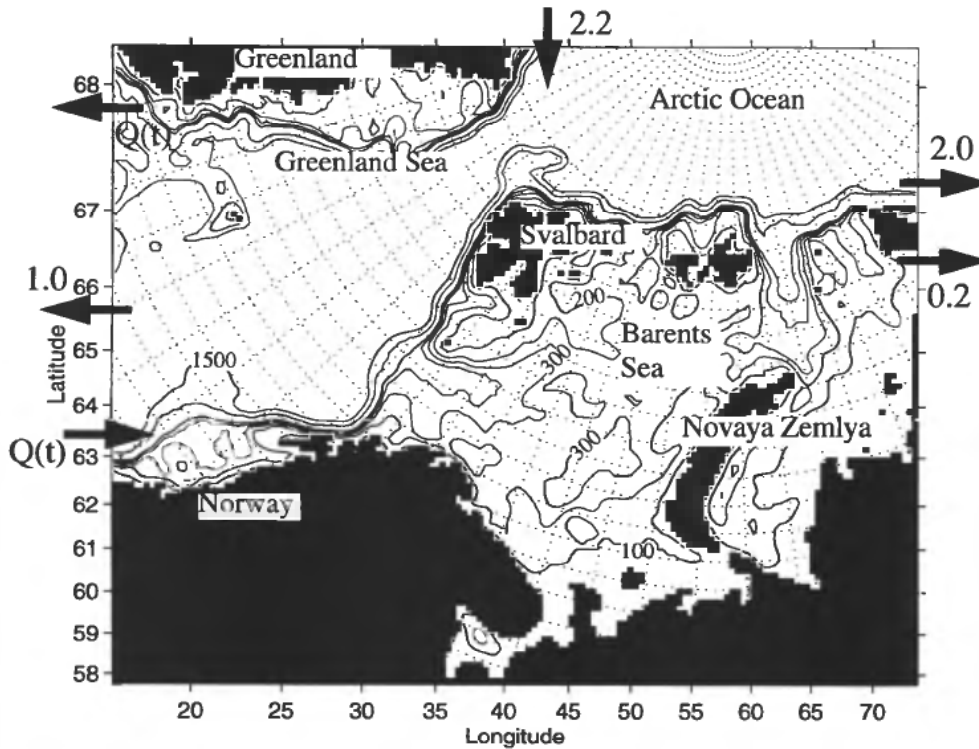 2.2
Greenland
68
Arctic Ocean
Q(t)
Greenland Sea
2.0
67
Svalbard
1.0
66
200
0.2
Barents
Sea
65
300
Latitude
1500
64
Novaya Zemlya
Q(t)
63
300
62
Norway
61
100
60
59
58
20 25 30 35 40 45 50 55 60 65 70
Longitude